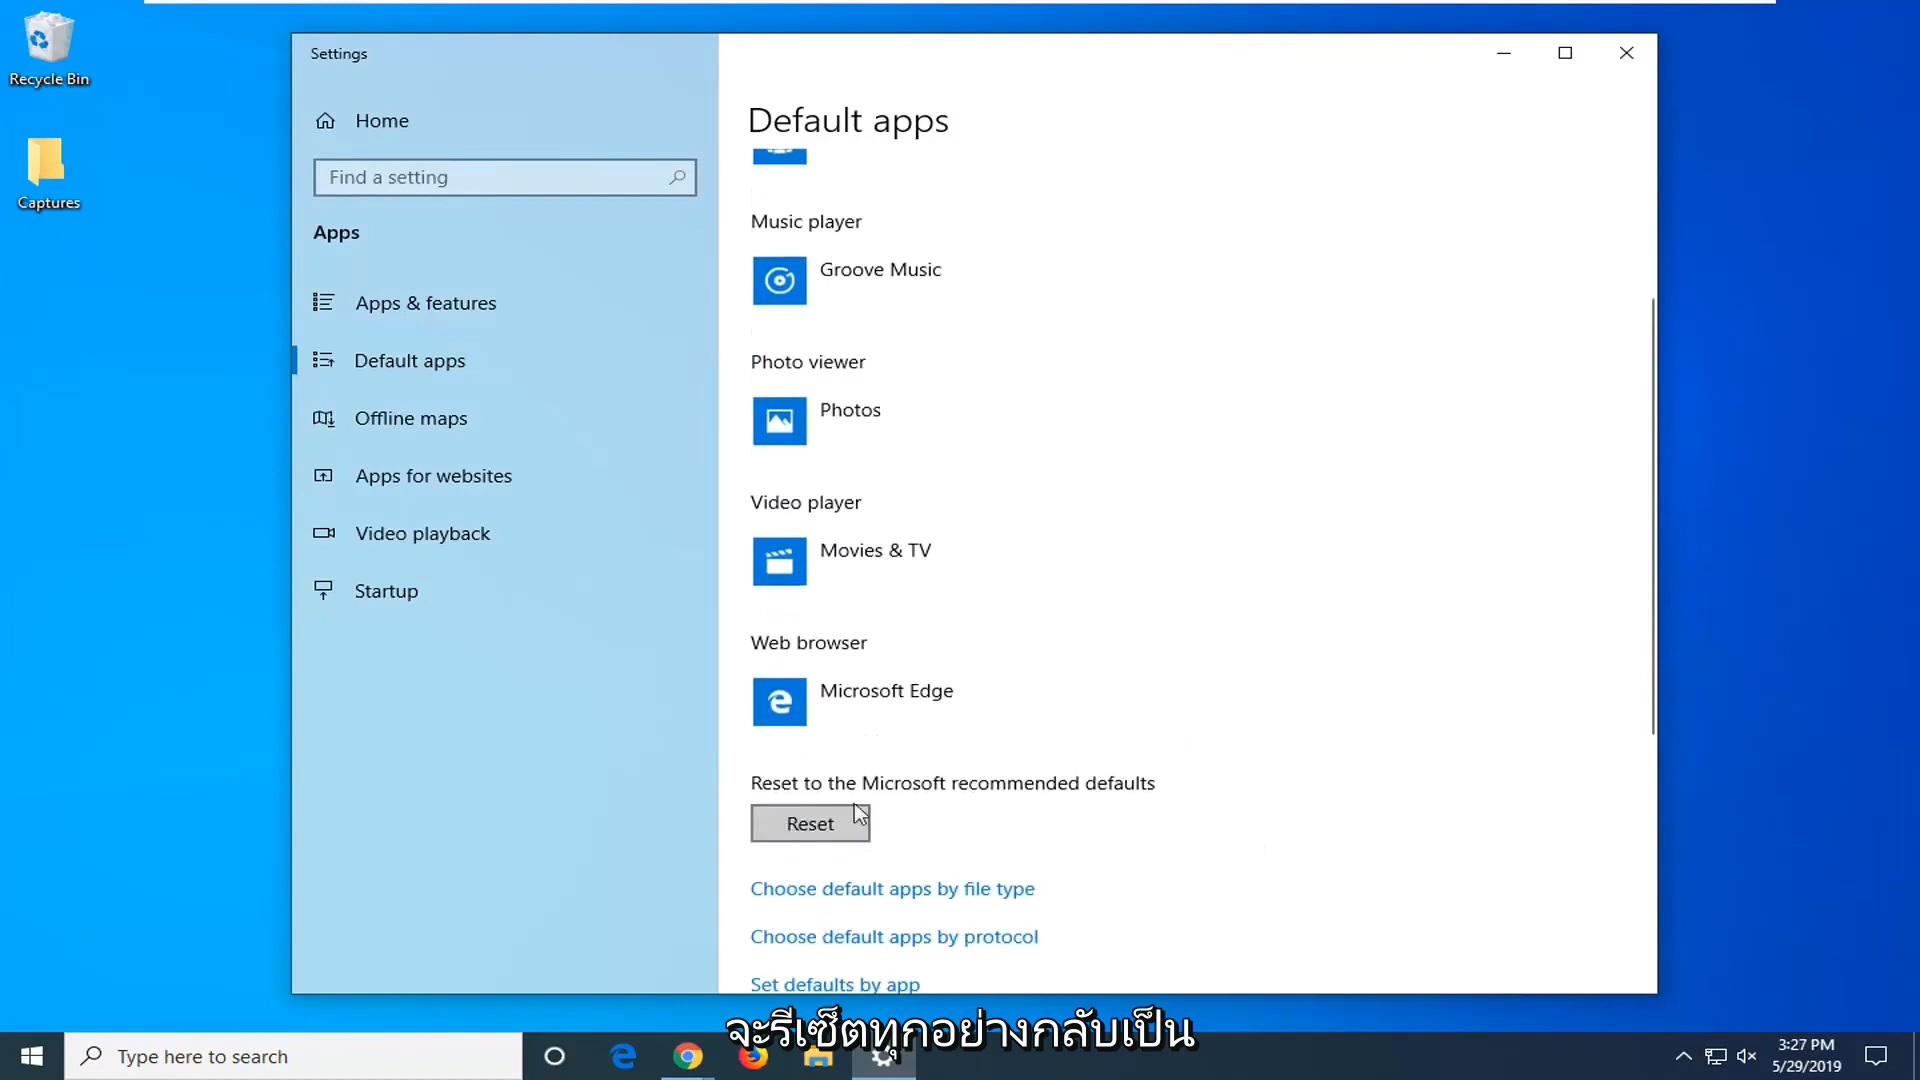 Recycle Bin
Captures
Settings
Home
Find a setting
Apps
Apps & features
Default apps
Offline maps
Apps for websites
Video playback
Startup
Default apps
Music player
Groove Music
Photo viewer
Photos
Video player
Movies & TV
Web browser
Microsoft Edge
Reset to the Microsoft recommended defaults
Reset
Choose default apps by file type
Choose default apps by protocol
Set defaults by app
จะรีเซ็ตทุกอย่างกลับเป็น
Type here to search
3:27 PM
5/29/2019